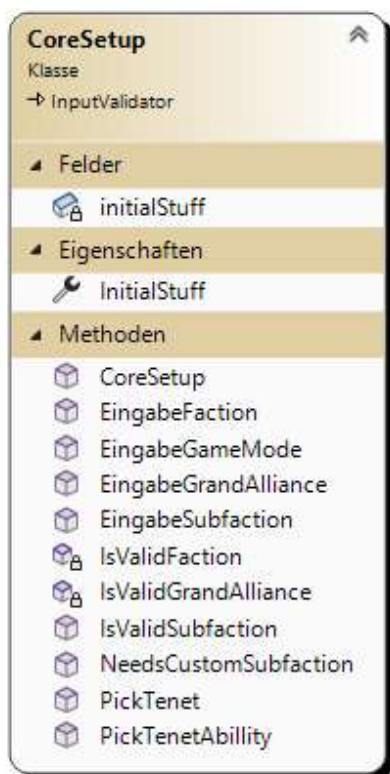 CoreSetup
Klasse
InputValidator
Felder
initialStuff
Eigenschaften
InitialStuff
Methoden
CoreSetup
EingabeFaction
EingabeGameMode
EingabeGrandAlliance
EingabeSubfaction
IsValidFaction
IsValidGrandAlliance
IsValidSubfaction
NeedsCustomSubfaction
PickTenet
PickTenetAbillity